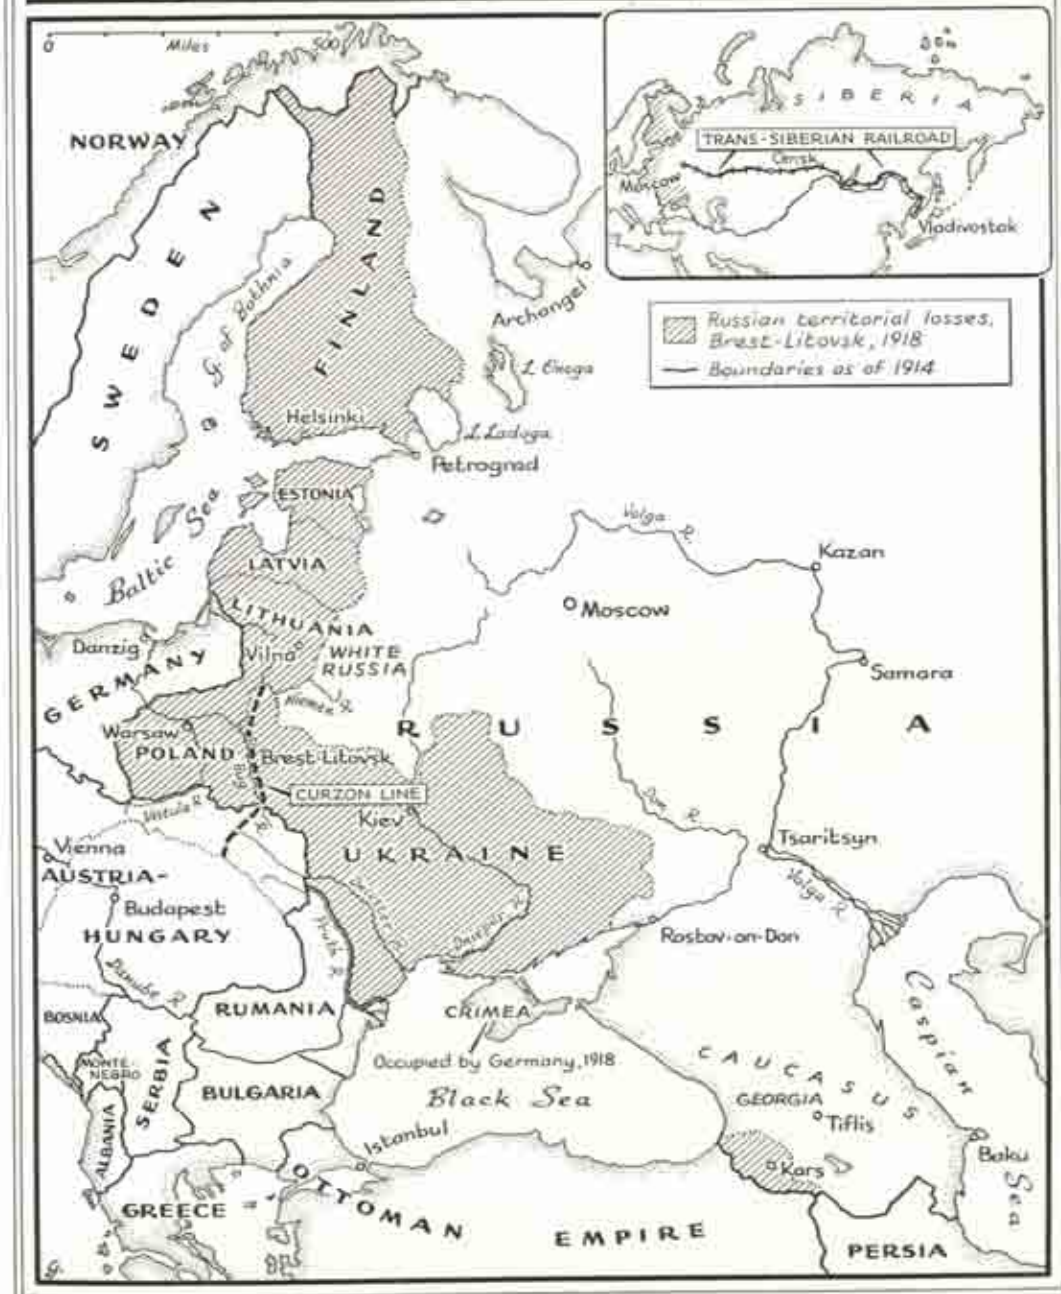 0 Miles 500
NORWAY
SWEDEN
G. of Bothnia
FINLAND
Helsinki
Archangel
L. Onega
L. Ladoga
Petrograd
SIBERIA
TRANS-SIBERIAN RAILROAD
Omsk
Moscow
Vladivostok
Russian territorial losses,
Brest-Litovsk, 1918
Boundaries as of 1914
Baltic Sea
ESTONIA
LATVIA
LITHUANIA
Vilna
WHITE
RUSSIA
Niemen R.
Danzig
GERMANY
Warsaw
POLAND
Bug R.
Brest-Litovsk
CURZON LINE
Vistula R.
Kiev
UKRAINE
RUSSIA
Moscow
Volga R.
Kazan
Samara
Don R.
Tsaritsyn
Volga R.
Rostov-on-Don
Dniester R.
Dnieper R.
Pruth R.
Vienna
AUSTRIA-
Budapest
HUNGARY
Danube R.
BOSNIA
MONTE-
NEGRO
SERBIA
ALBANIA
RUMANIA
BULGARIA
GREECE
CRIMEA
Occupied by Germany, 1918
Black Sea
Istanbul
OTTOMAN EMPIRE
CAUCASUS
GEORGIA
Tiflis
Kars
Baku
Caspian Sea
PERSIA
G.